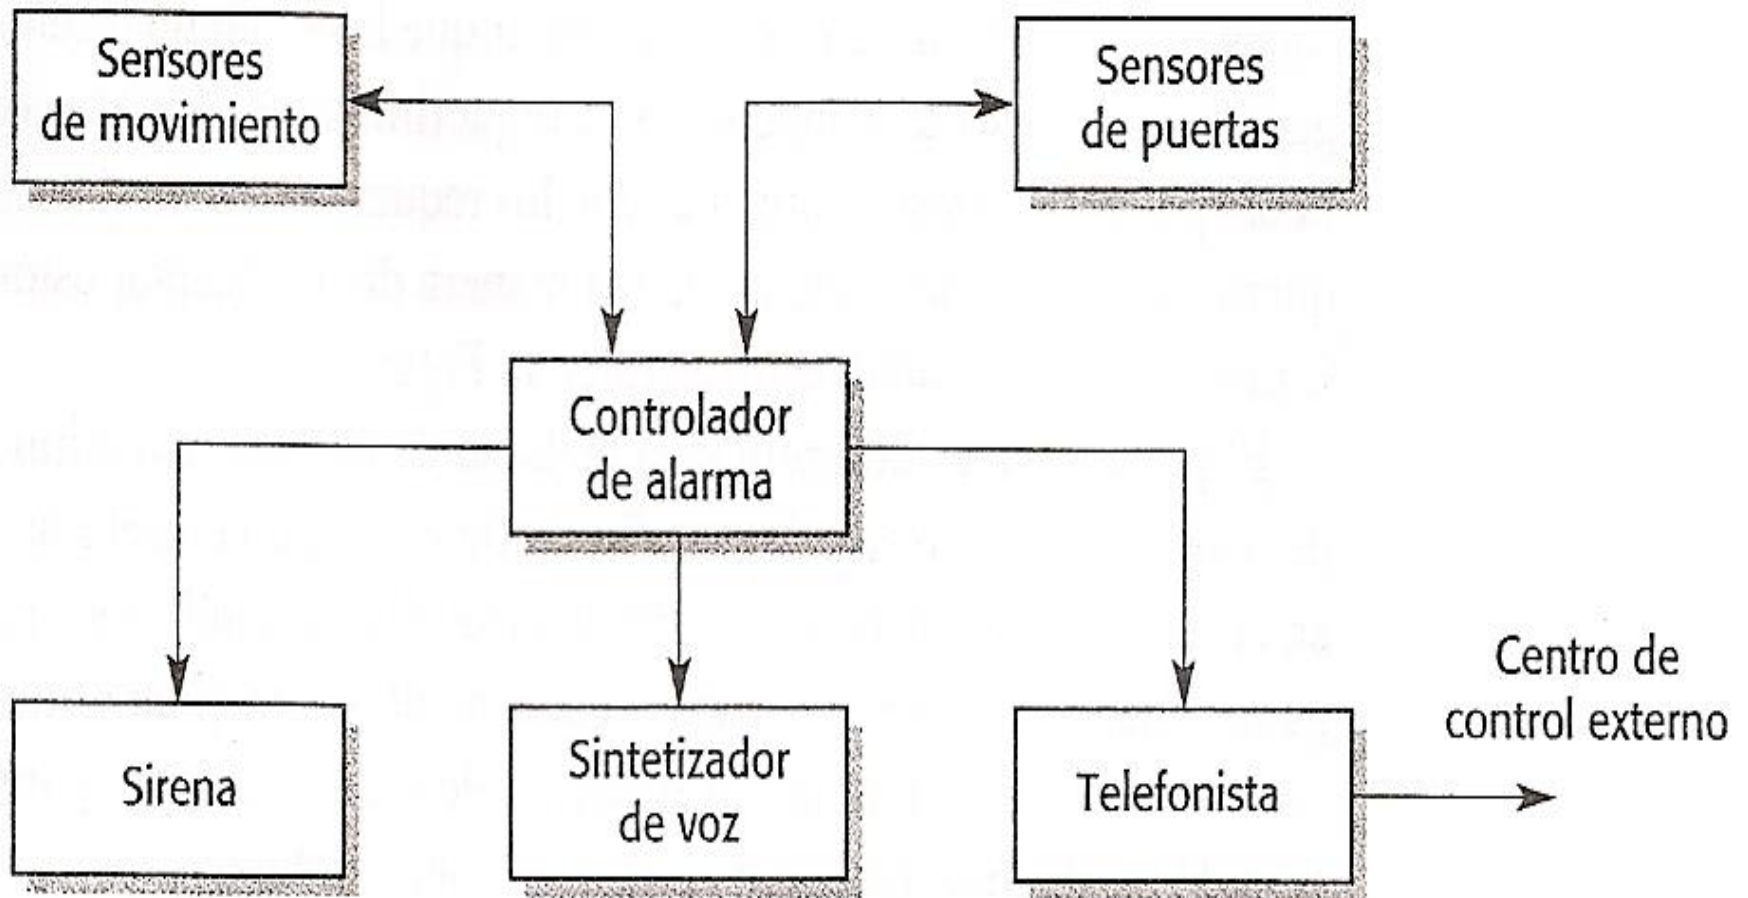 Sensores
de movimiento
Sensores
de puertas
Controlador
de alarma
Sirena
Sintetizador
de voz
Telefonista
Centro de
control externo